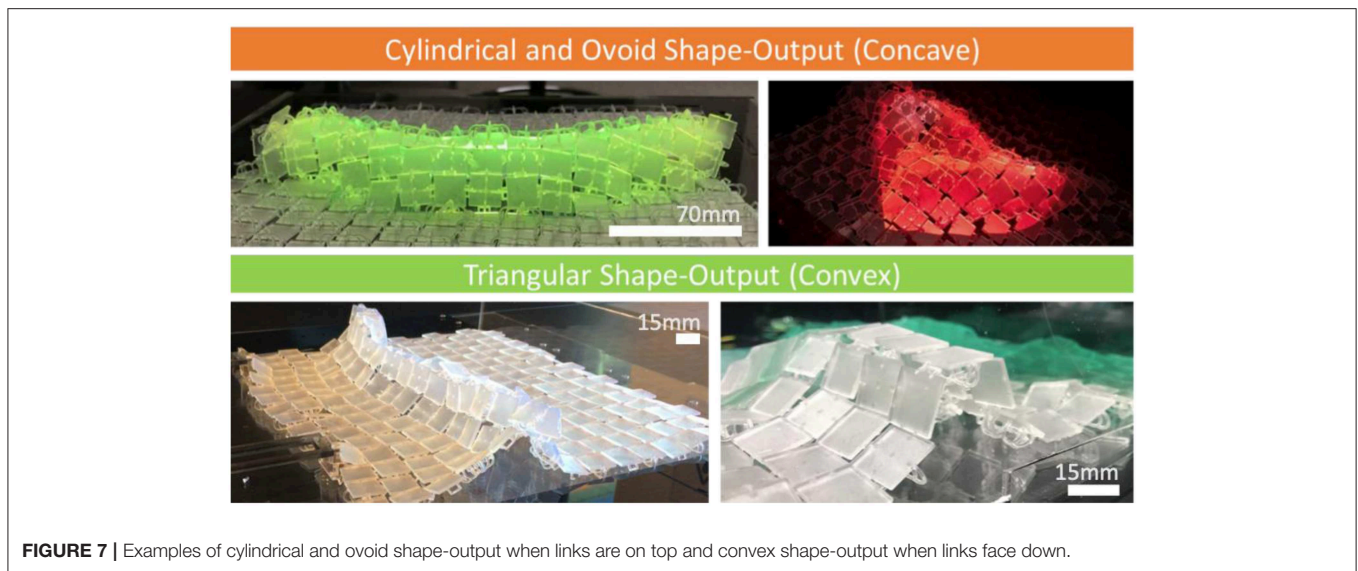 Cylindrical and Ovoid Shape-Output (Concave)
70mm
Triangular Shape-Output (Convex)
15mm
15mm
FIGURE 7 | Examples of cylindrical and ovoid shape-output when links are on top and convex shape-output when links face down.